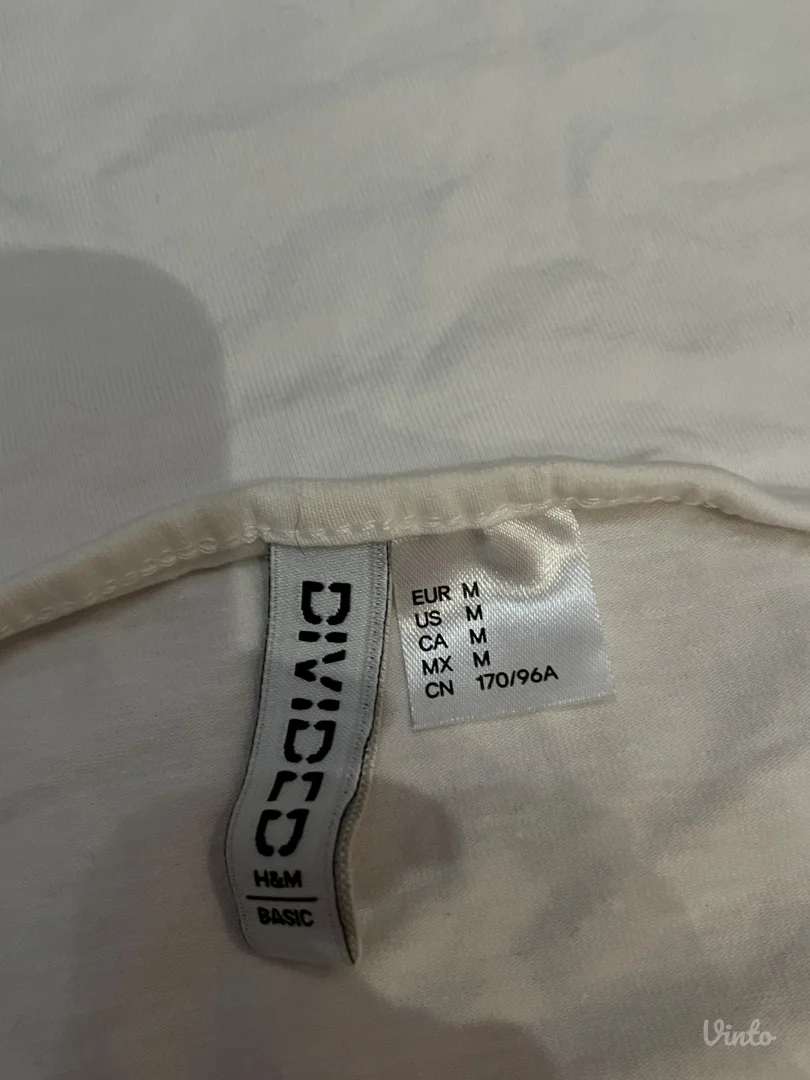 DIVIDED
H&M
BASIC
EUR M
US M
CA M
MX M
CN 170/96A
Vinto